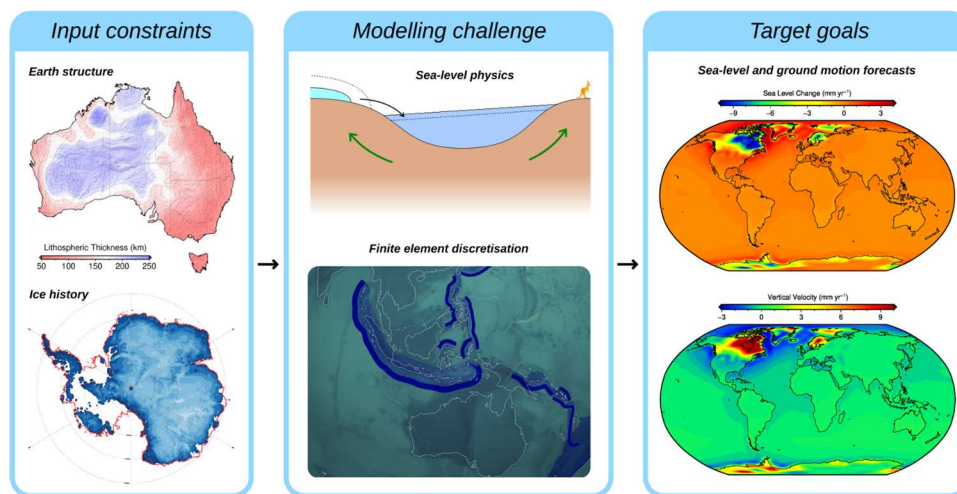 Input constraints
Earth structure
Lithospheric Thickness (km)
50 100 150 200 250
Ice history
→
Modelling challenge
Sea-level physics
Finite element discretisation
→
Target goals
Sea-level and ground motion forecasts
Sea Level Change (mm yr⁻¹)
−9 −6 −3 0 3
Vertical Velocity (mm yr⁻¹)
−3 0 3 6 9